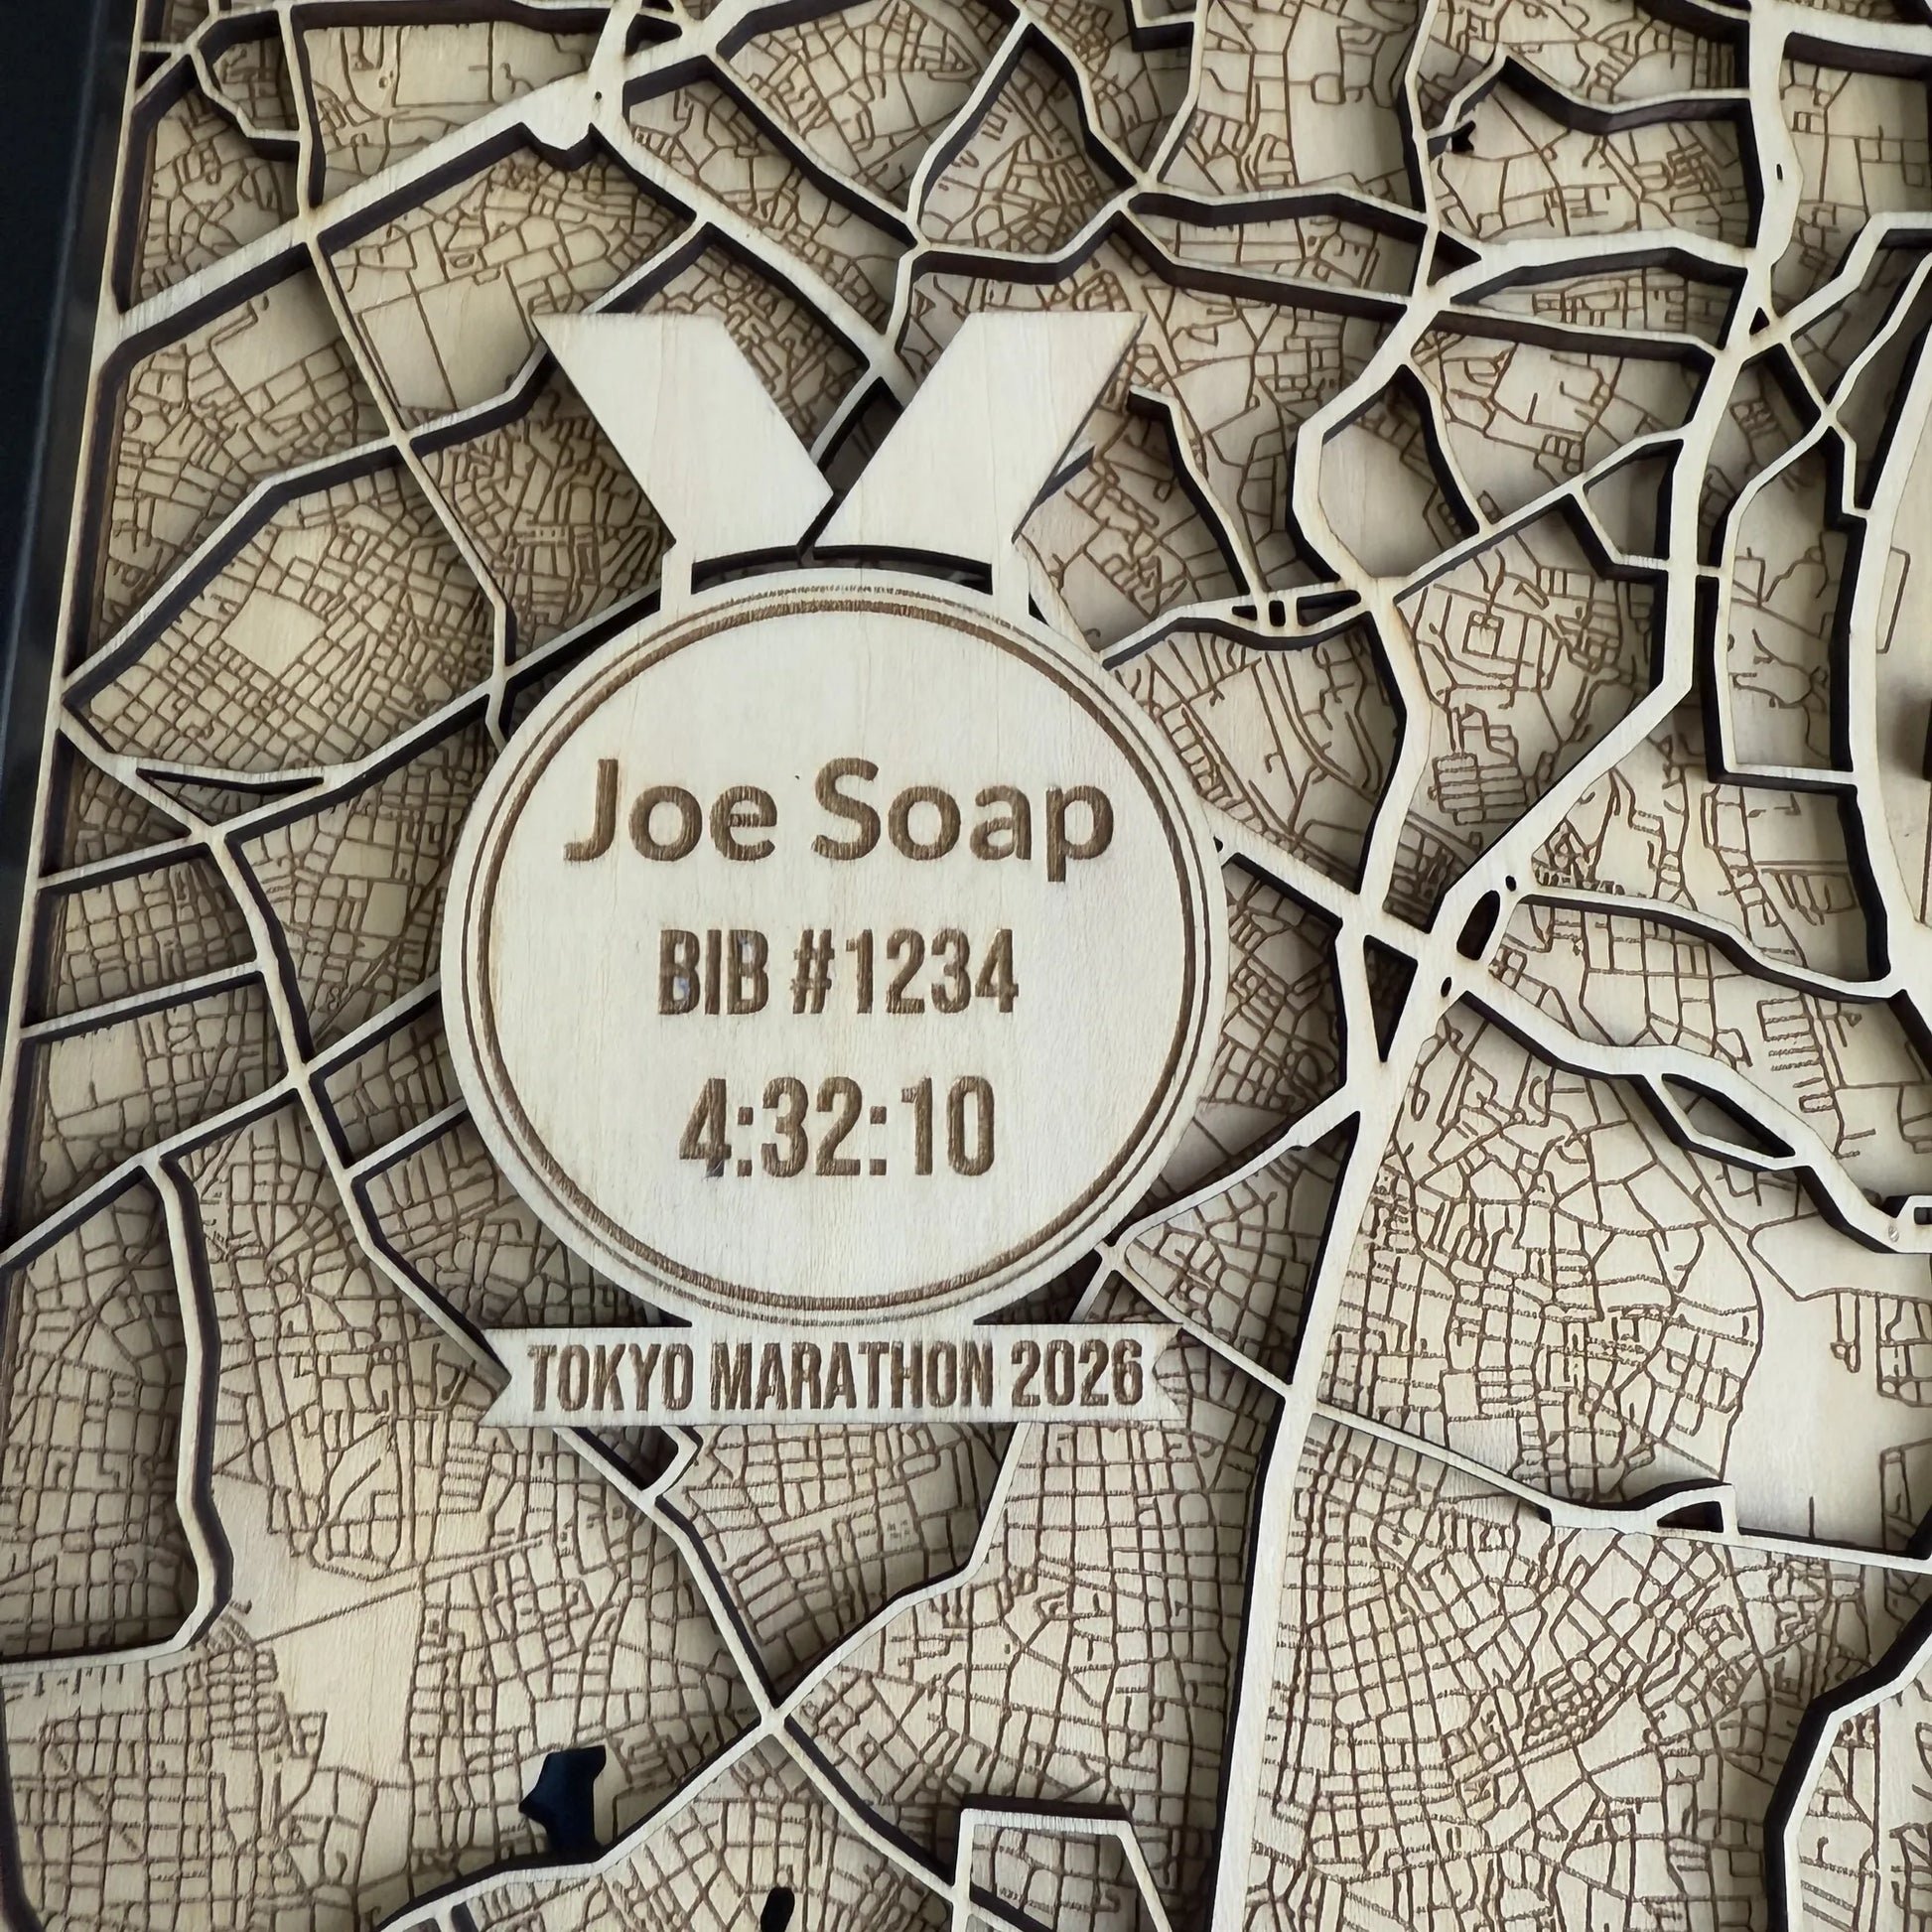 Joe Soap
BIB #1234
4:32:10
TOKYO MARATHON 2026